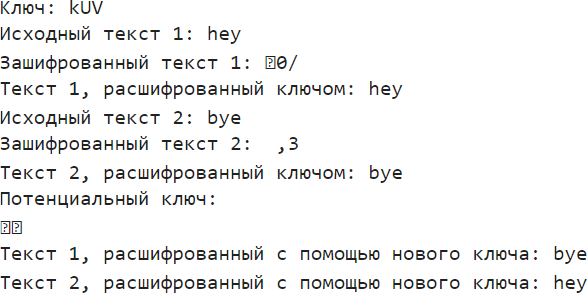 Ключ: kUV
Исходный текст 1: hey
Зашифрованный текст 1: 0/
Текст 1, расшифрованный ключом: hey
Исходный текст 2: bye
Зашифрованный текст 2:  ,3
Текст 2, расшифрованный ключом: bye
Потенциальный ключ:
Текст 1, расшифрованный с помощью нового ключа: bye
Текст 2, расшифрованный с помощью нового ключа: hey